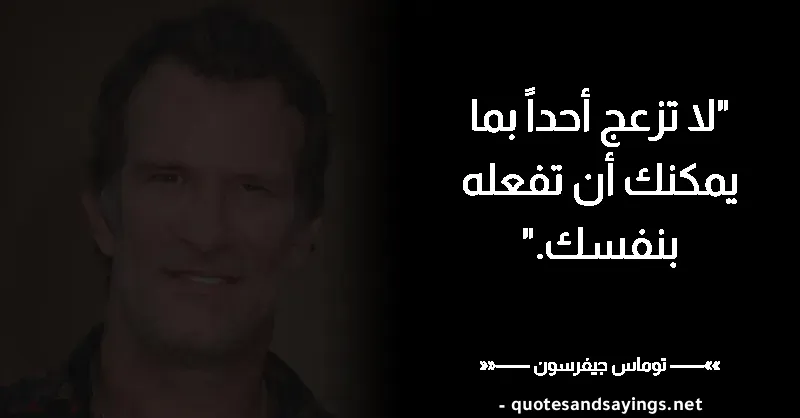 "لا تزعج أحداً بما
يمكنك أن تفعله
بنفسك."
»»—— توماس جيفرسون ——««
- quotesandsayings.net